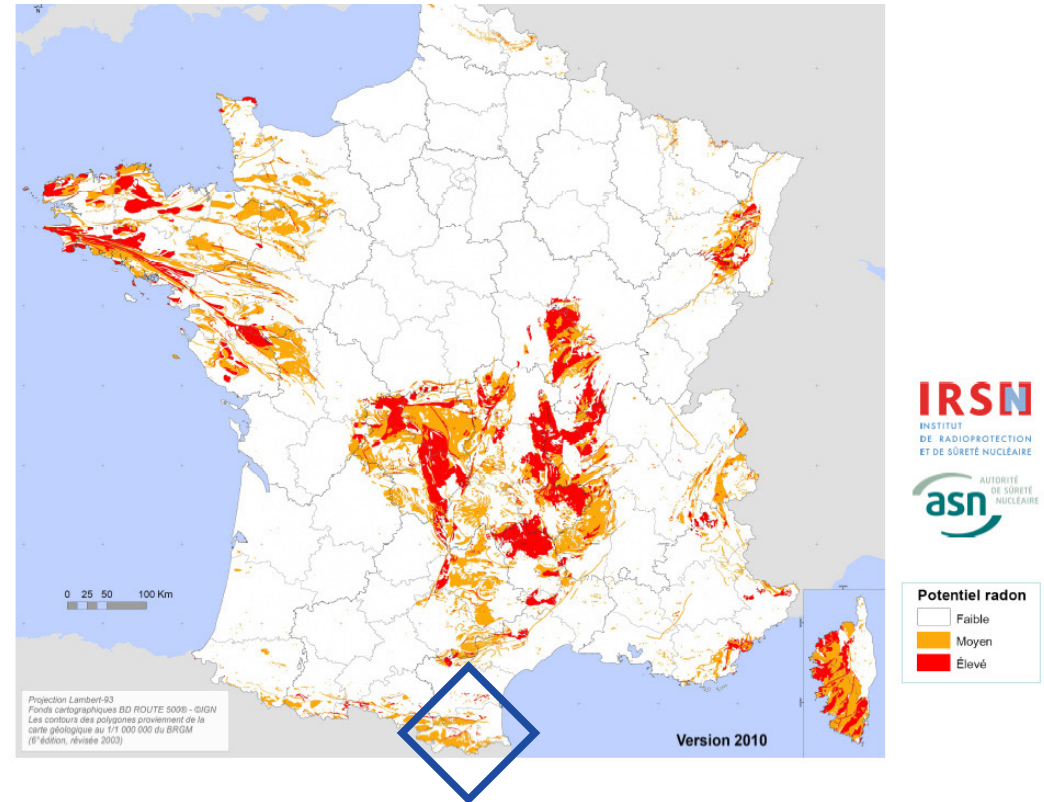 IRSN
INSTITUT
DE RADIOPROTECTION
ET DE SÛRETÉ NUCLÉAIRE
asn
AUTORITÉ
DE SÛRETÉ
NUCLÉAIRE
0 25 50 100 Km
Potentiel radon
Faible
Moyen
Élevé
Projection Lambert-93
Fonds cartographiques BD ROUTE 500® - ©IGN
Les contours des polygones proviennent de la
carte géologique au 1/1 000 000 du BRGM
(6° édition, révisée 2003)
Version 2010